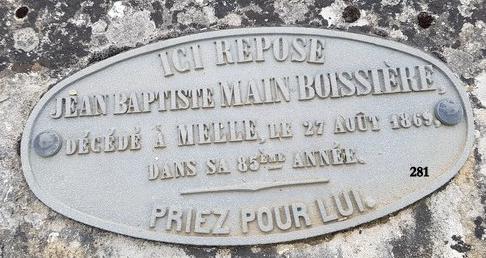 ICI REPOSE
JEAN BAPTISTE MAIN-BOISSIÈRE,
DÉCÉDÉ À MELLE, LE 27 AOÛT 1869,
DANS SA 85ÈME ANNÉE.
281
PRIEZ POUR LUI.